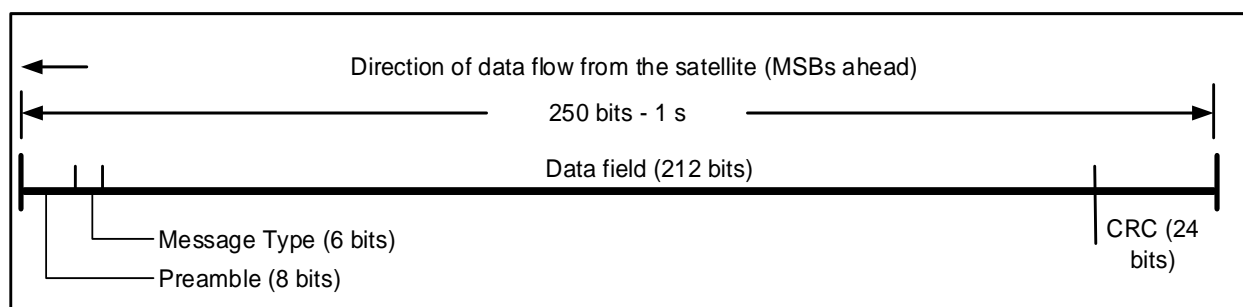 Direction of data flow from the satellite (MSBs ahead)
250 bits - 1 s
Data field (212 bits)
Message Type (6 bits)
Preamble (8 bits)
CRC (24
bits)